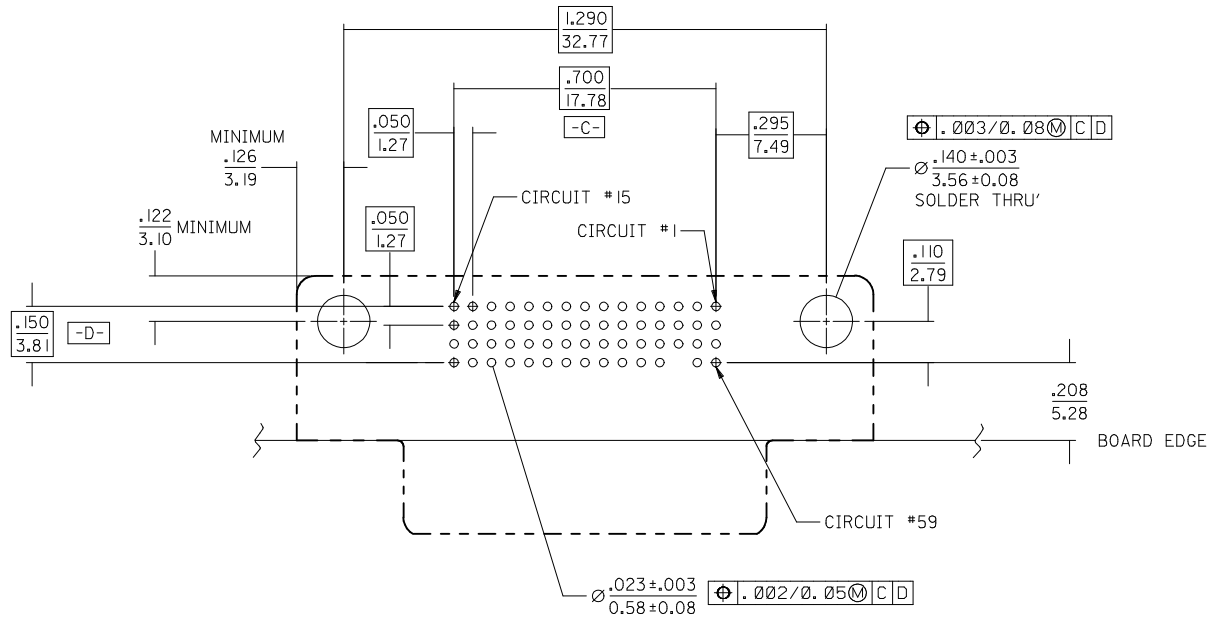 1.290
32.77
.700
17.78
-C-
.050
1.27
.295
7.49
⌖ .003/0.08Ⓜ C D
MINIMUM
.126
3.19
Ø .140±.003
3.56±0.08
SOLDER THRU'
CIRCUIT #15
.122
3.10 MINIMUM
.050
1.27
CIRCUIT #1
.110
2.79
.150
3.81
-D-
.208
5.28
BOARD EDGE
CIRCUIT #59
Ø .023±.003
0.58±0.08
⌖ .002/0.05Ⓜ C D